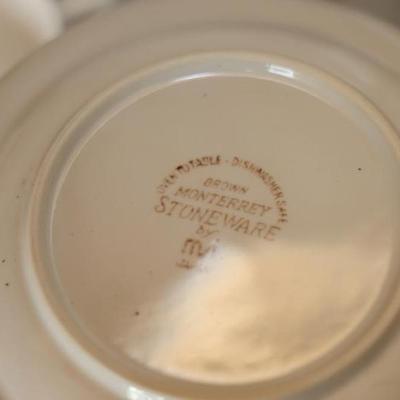 OVEN TO TABLE - DISHWASHER SAFE
BROWN
MONTERREY
STONEWARE
by